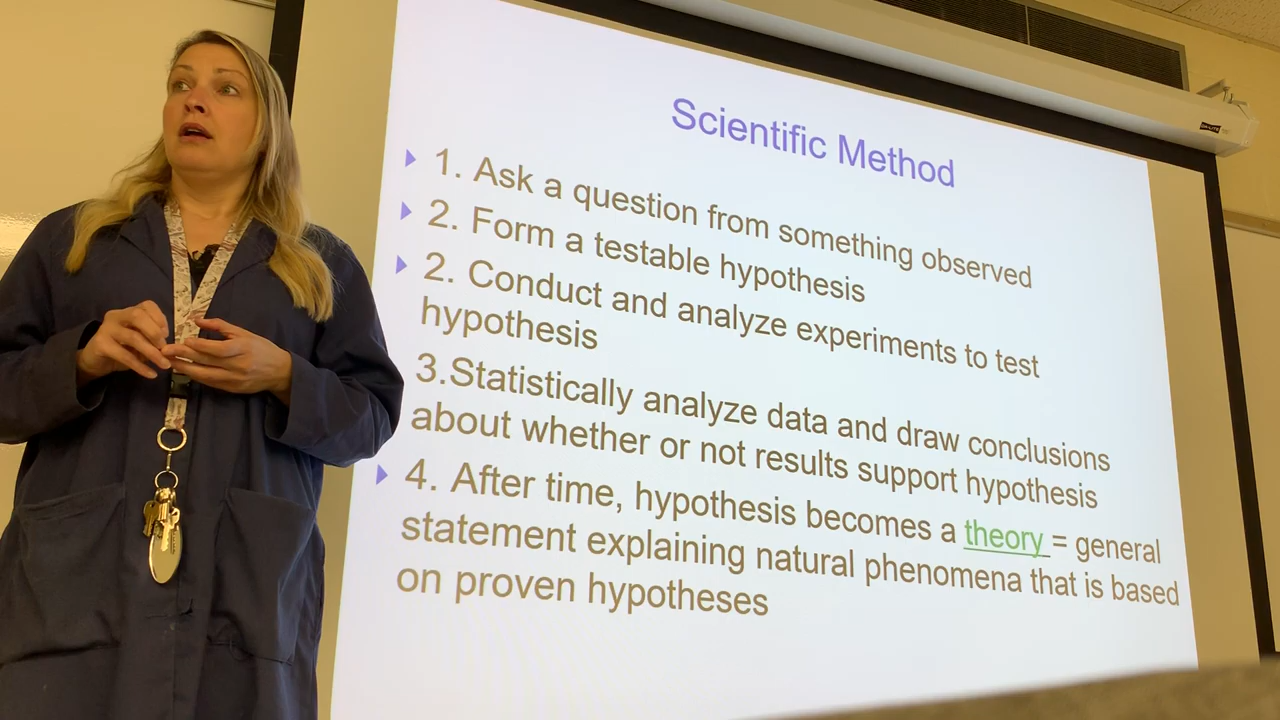 Scientific Method
1. Ask a question from something observed
2. Form a testable hypothesis
2. Conduct and analyze experiments to test
hypothesis
3.Statistically analyze data and draw conclusions
about whether or not results support hypothesis
4. After time, hypothesis becomes a theory = general
statement explaining natural phenomena that is based
on proven hypotheses
DA-LITE